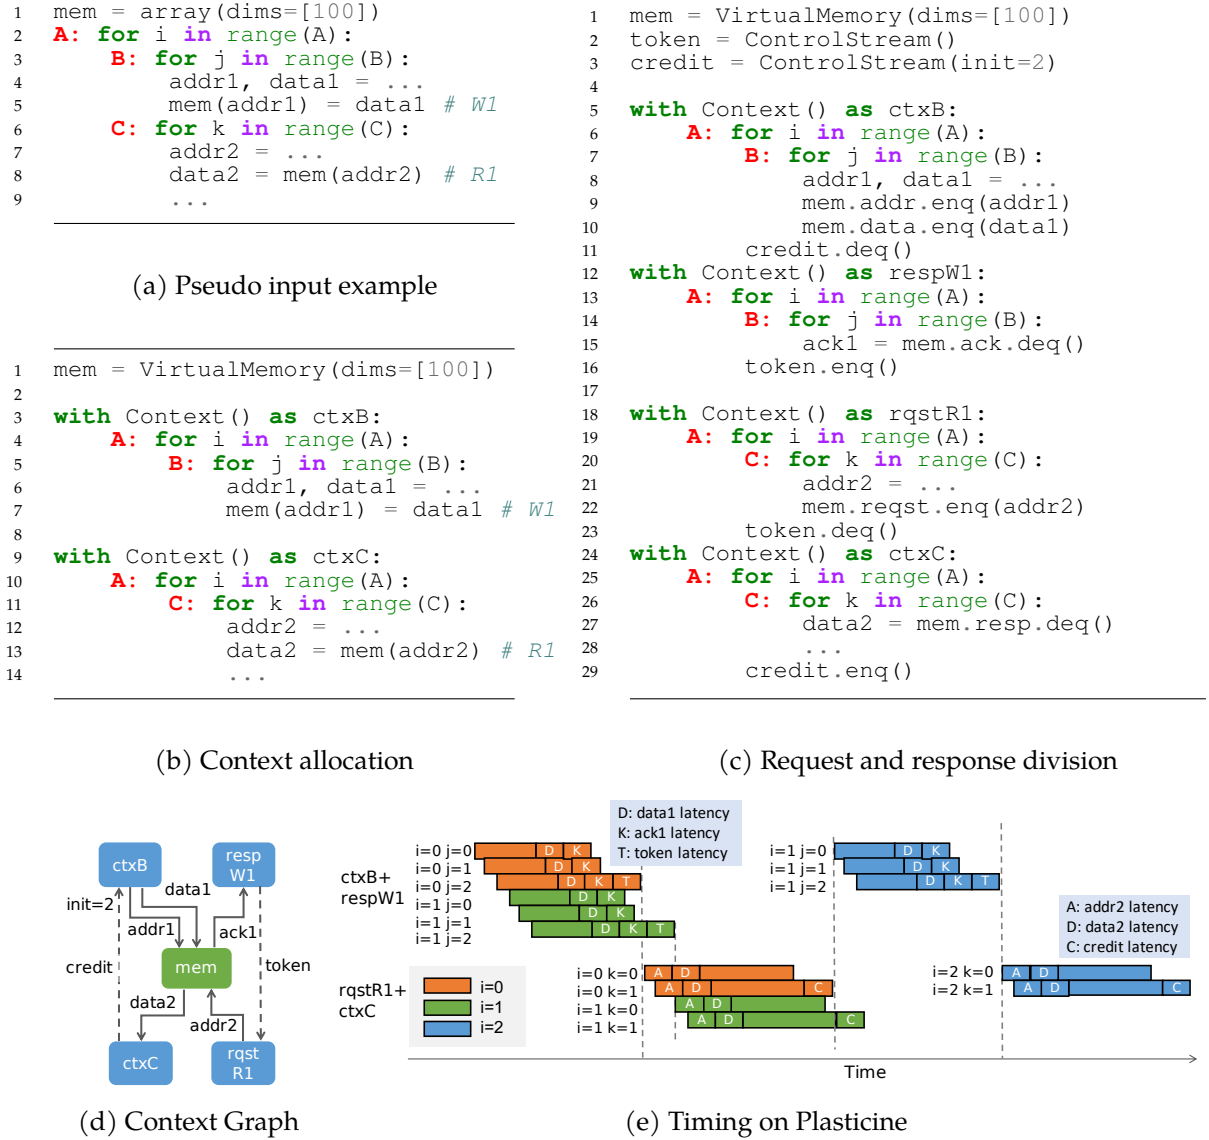 1 mem = array(dims=[100])
2 A: for i in range(A):
3 B: for j in range(B):
4 addr1, data1 = ...
5 mem(addr1) = data1 # W1
6 C: for k in range(C):
7 addr2 = ...
8 data2 = mem(addr2) # R1
9 ...
(a) Pseudo input example
1 mem = VirtualMemory(dims=[100])
2
3 with Context() as ctxB:
4 A: for i in range(A):
5 B: for j in range(B):
6 addr1, data1 = ...
7 mem(addr1) = data1 # W1
8
9 with Context() as ctxC:
10 A: for i in range(A):
11 C: for k in range(C):
12 addr2 = ...
13 data2 = mem(addr2) # R1
14 ...
(b) Context allocation
1 mem = VirtualMemory(dims=[100])
2 token = ControlStream()
3 credit = ControlStream(init=2)
4
5 with Context() as ctxB:
6 A: for i in range(A):
7 B: for j in range(B):
8 addr1, data1 = ...
9 mem.addr.enq(addr1)
10 mem.data.enq(data1)
11 credit.deq()
12 with Context() as respW1:
13 A: for i in range(A):
14 B: for j in range(B):
15 ack1 = mem.ack.deq()
16 token.enq()
17
18 with Context() as rqstR1:
19 A: for i in range(A):
20 C: for k in range(C):
21 addr2 = ...
22 mem.reqst.enq(addr2)
23 token.deq()
24 with Context() as ctxC:
25 A: for i in range(A):
26 C: for k in range(C):
27 data2 = mem.resp.deq()
28 ...
29 credit.enq()
(c) Request and response division
ctxB
resp
W1
data1
init=2
addr1
ack1
credit
mem
token
data2
addr2
ctxC
rqst
R1
(d) Context Graph
D: data1 latency
K: ack1 latency
T: token latency
ctxB+
respW1
i=0 j=0
i=0 j=1
i=0 j=2
i=1 j=0
i=1 j=1
i=1 j=2
D K
D K
D K T
D K
D K
D K T
i=1 j=0
i=1 j=1
i=1 j=2
D K
D K
D K T
A: addr2 latency
D: data2 latency
C: credit latency
rqstR1+
ctxC
i=0
i=1
i=2
i=0 k=0
i=0 k=1
i=1 k=0
i=1 k=1
A D
A D C
A D
A D C
i=2 k=0
i=2 k=1
A D
A D C
Time
(e) Timing on Plasticine